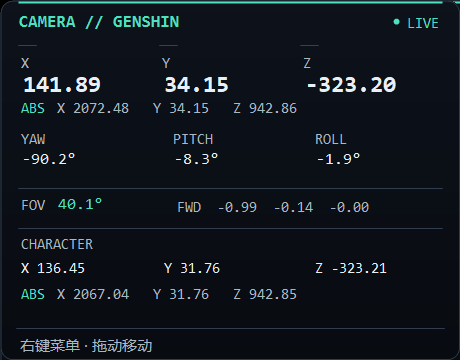 CAMERA // GENSHIN ● LIVE
X Y Z
141.89 34.15 -323.20
ABS X 2072.48 Y 34.15 Z 942.86
YAW PITCH ROLL
-90.2° -8.3° -1.9°
FOV 40.1° FWD -0.99 -0.14 -0.00
CHARACTER
X 136.45 Y 31.76 Z -323.21
ABS X 2067.04 Y 31.76 Z 942.85
右键菜单 · 拖动移动